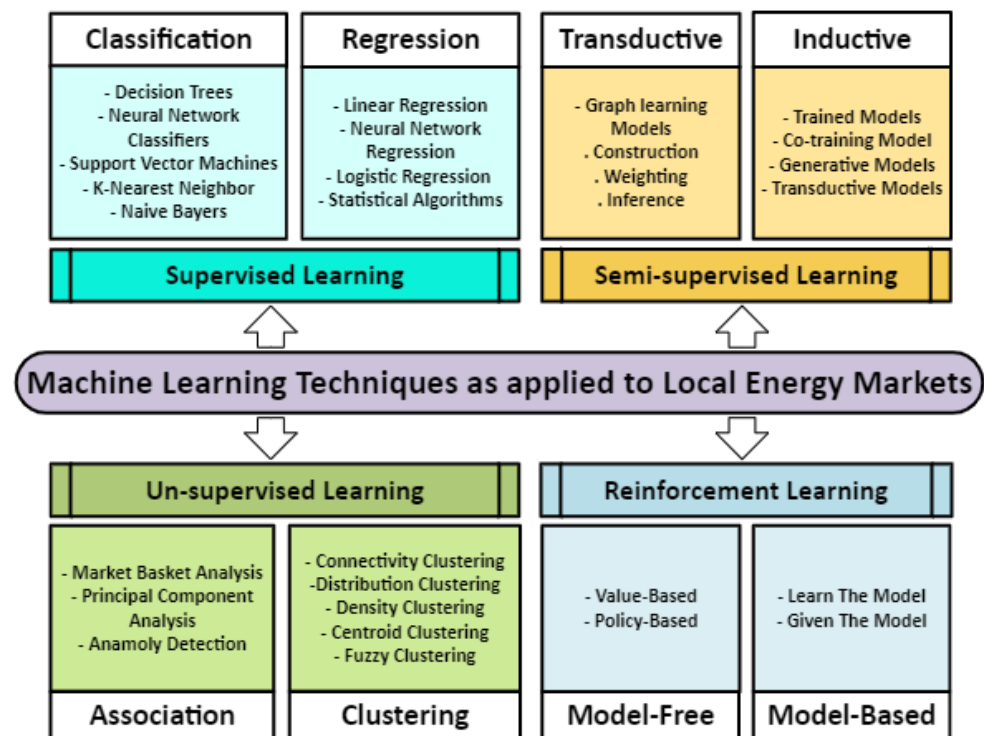 Classification
- Decision Trees
- Neural Network
Classifiers
- Support Vector Machines
- K-Nearest Neighbor
- Naive Bayers
Regression
- Linear Regression
- Neural Network
Regression
- Logistic Regression
- Statistical Algorithms
Supervised Learning
Transductive
- Graph learning
Models
. Construction
. Weighting
. Inference
Inductive
- Trained Models
- Co-training Model
- Generative Models
- Transductive Models
Semi-supervised Learning
Machine Learning Techniques as applied to Local Energy Markets
Un-supervised Learning
- Market Basket Analysis
- Principal Component
Analysis
- Anamoly Detection
Association
- Connectivity Clustering
-Distribution Clustering
- Density Clustering
- Centroid Clustering
- Fuzzy Clustering
Clustering
Reinforcement Learning
- Value-Based
- Policy-Based
Model-Free
- Learn The Model
- Given The Model
Model-Based